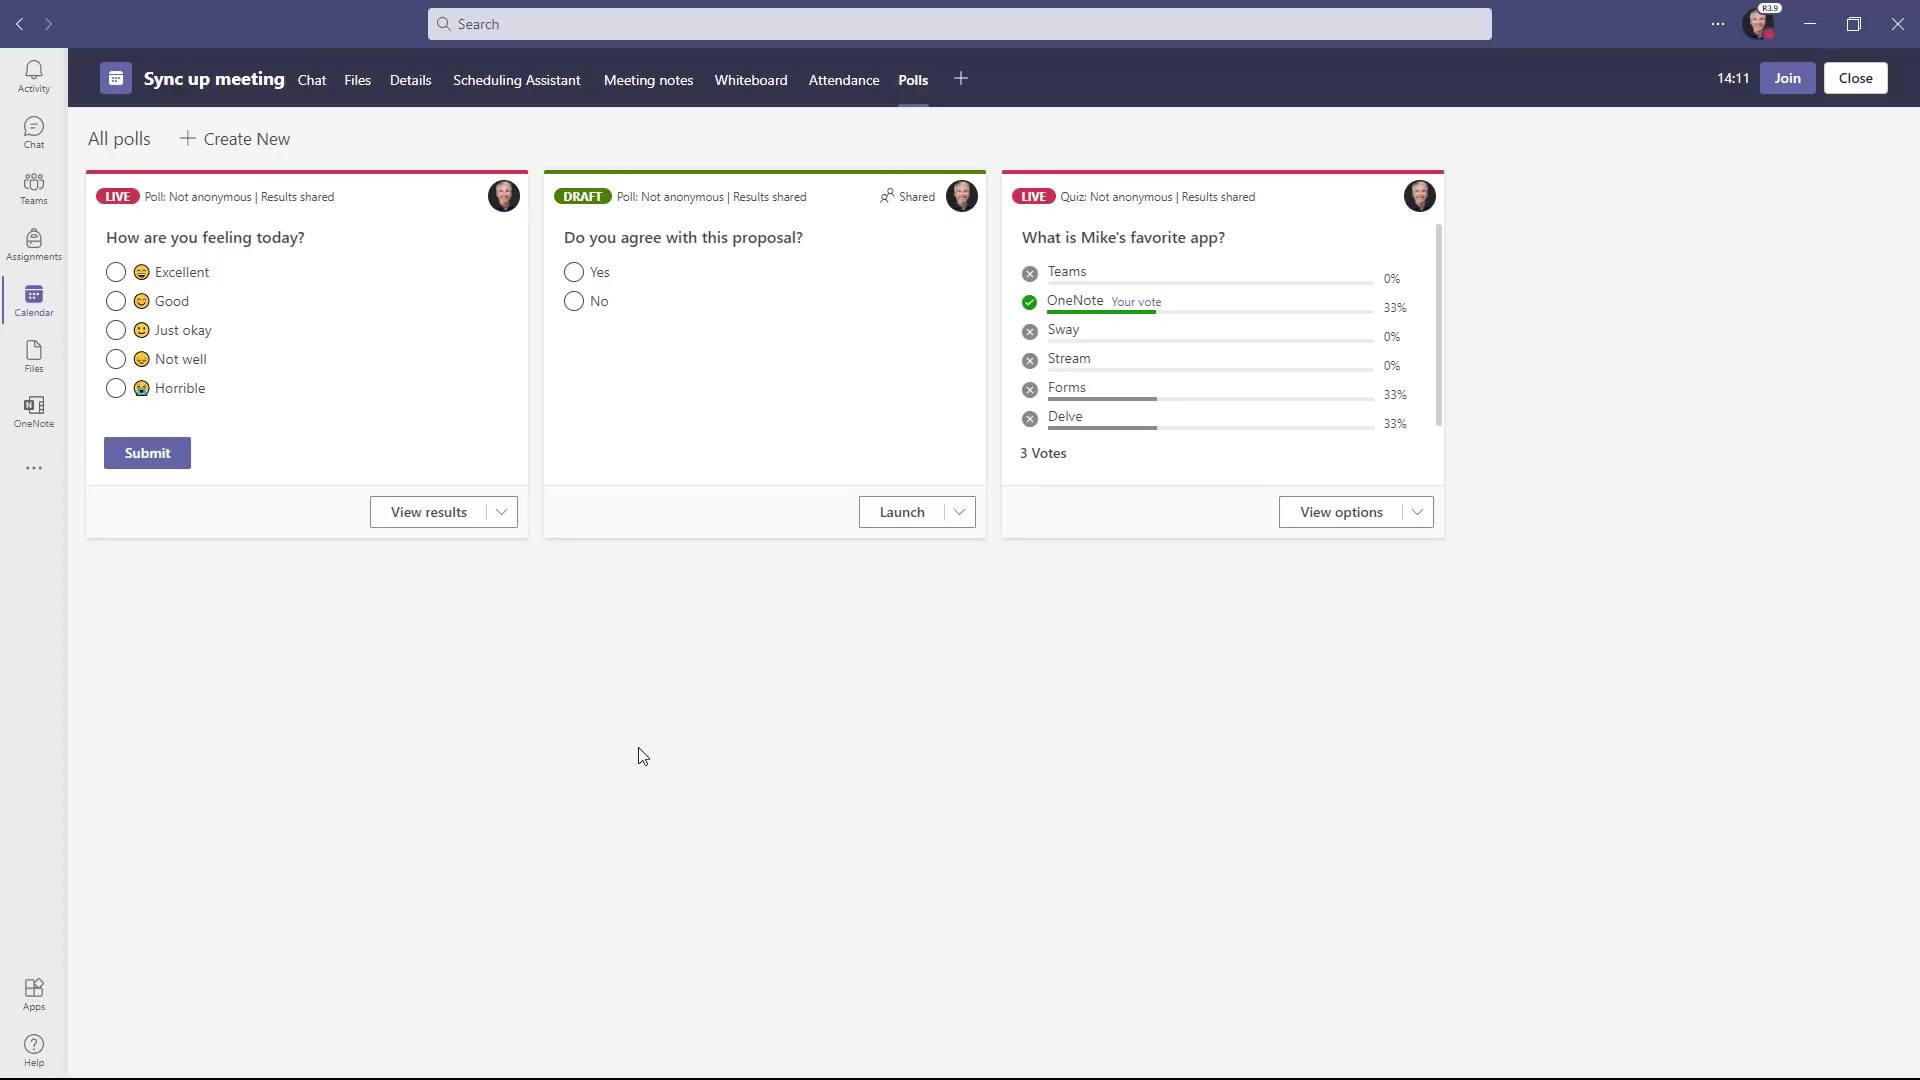 Search
R3.9
Activity
Chat
Teams
Assignments
Calendar
Files
OneNote
Apps
Help
Sync up meeting Chat Files Details Scheduling Assistant Meeting notes Whiteboard Attendance Polls
14:11 Join Close
All polls Create New
LIVE Poll: Not anonymous | Results shared
How are you feeling today?
Excellent
Good
Just okay
Not well
Horrible
Submit
View results
DRAFT Poll: Not anonymous | Results shared Shared
Do you agree with this proposal?
Yes
No
Launch
LIVE Quiz: Not anonymous | Results shared
What is Mike's favorite app?
Teams 0%
OneNote Your vote 33%
Sway 0%
Stream 0%
Forms 33%
Delve 33%
3 Votes
View options